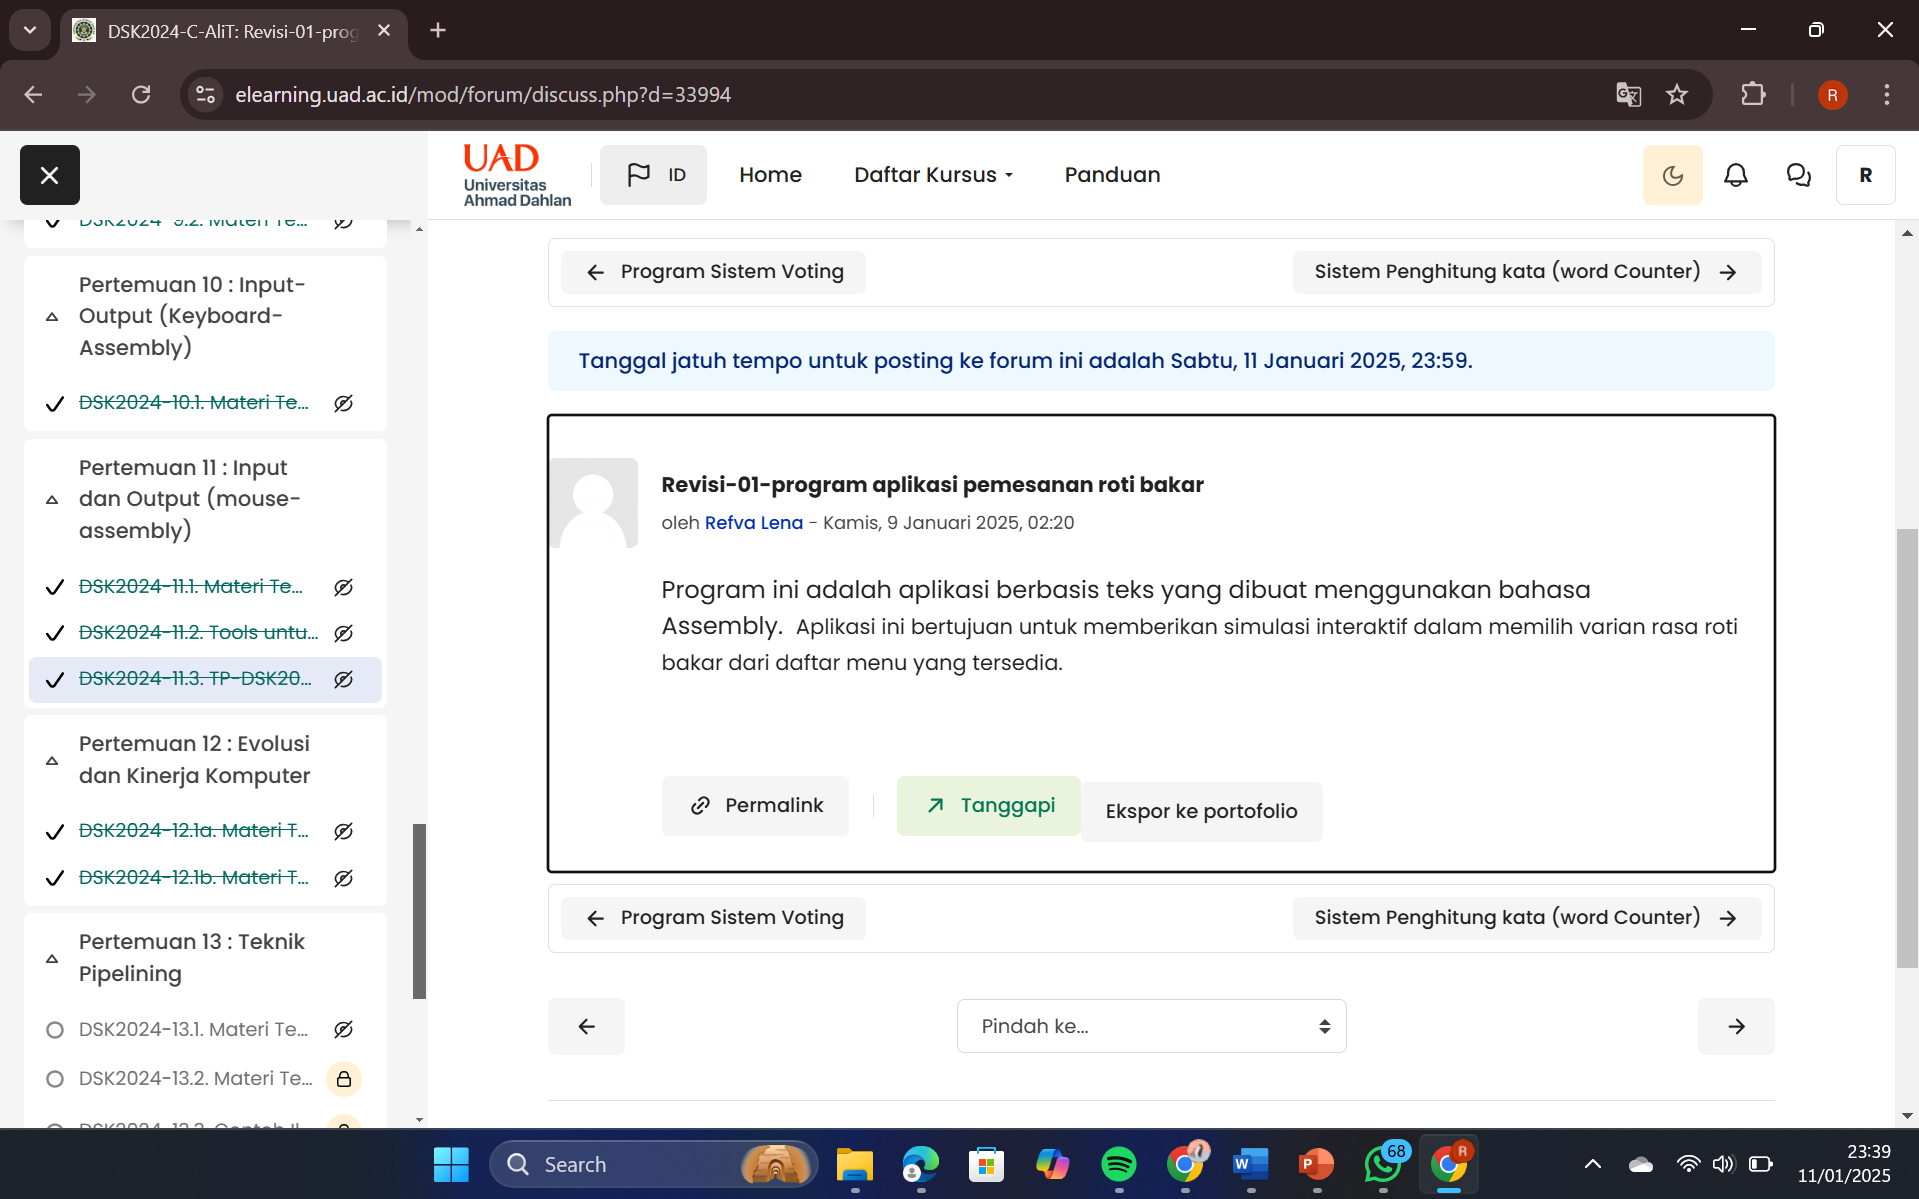 DSK2024-C-AliT: Revisi-01-prog
elearning.uad.ac.id/mod/forum/discuss.php?d=33994
R
UAD
Universitas
Ahmad Dahlan
ID
Home
Daftar Kursus
Panduan
R
DSK2024-9.2. Materi Te...
Pertemuan 10 : Input-
Output (Keyboard-
Assembly)
DSK2024-10.1. Materi Te...
Pertemuan 11 : Input
dan Output (mouse-
assembly)
DSK2024-11.1. Materi Te...
DSK2024-11.2. Tools untu...
DSK2024-11.3. TP-DSK20...
Pertemuan 12 : Evolusi
dan Kinerja Komputer
DSK2024-12.1a. Materi T...
DSK2024-12.1b. Materi T...
Pertemuan 13 : Teknik
Pipelining
DSK2024-13.1. Materi Te...
DSK2024-13.2. Materi Te...
Program Sistem Voting
Sistem Penghitung kata (word Counter)
Tanggal jatuh tempo untuk posting ke forum ini adalah Sabtu, 11 Januari 2025, 23:59.
Revisi-01-program aplikasi pemesanan roti bakar
oleh Refva Lena - Kamis, 9 Januari 2025, 02:20
Program ini adalah aplikasi berbasis teks yang dibuat menggunakan bahasa
Assembly. Aplikasi ini bertujuan untuk memberikan simulasi interaktif dalam memilih varian rasa roti
bakar dari daftar menu yang tersedia.
Permalink
Tanggapi
Ekspor ke portofolio
Program Sistem Voting
Sistem Penghitung kata (word Counter)
Pindah ke...
Search
68
R
23:39
11/01/2025